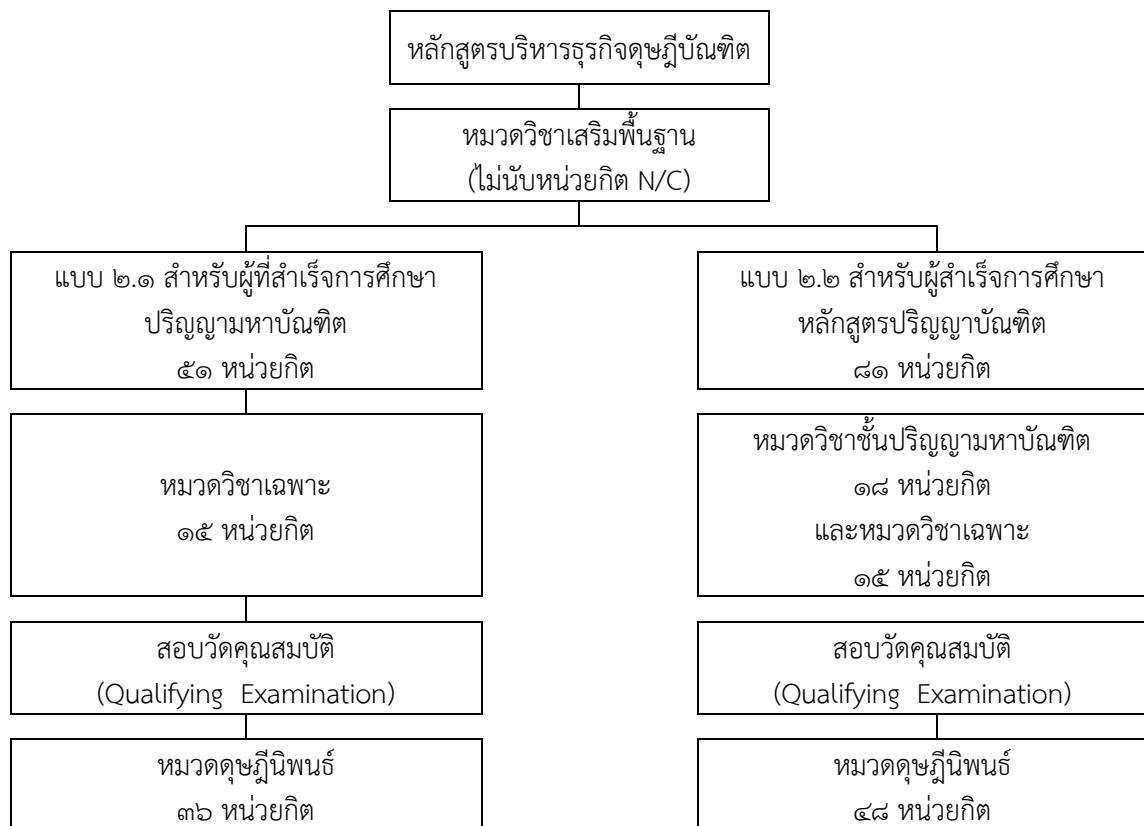 หลักสูตรบริหารธุรกิจดุษฎีบัณฑิต
หมวดวิชาเสริมพื้นฐาน
(ไม่นับหน่วยกิต N/C)
แบบ ๒.๑ สำหรับผู้ที่สำเร็จการศึกษา
ปริญญามหาบัณฑิต
๕๑ หน่วยกิต
แบบ ๒.๒ สำหรับผู้สำเร็จการศึกษา
หลักสูตรปริญญาบัณฑิต
๘๑ หน่วยกิต
หมวดวิชาเฉพาะ
๑๕ หน่วยกิต
หมวดวิชาชั้นปริญญามหาบัณฑิต
๑๘ หน่วยกิต
และหมวดวิชาเฉพาะ
๑๕ หน่วยกิต
สอบวัดคุณสมบัติ
(Qualifying Examination)
สอบวัดคุณสมบัติ
(Qualifying Examination)
หมวดดุษฎีนิพนธ์
๓๖ หน่วยกิต
หมวดดุษฎีนิพนธ์
๔๘ หน่วยกิต